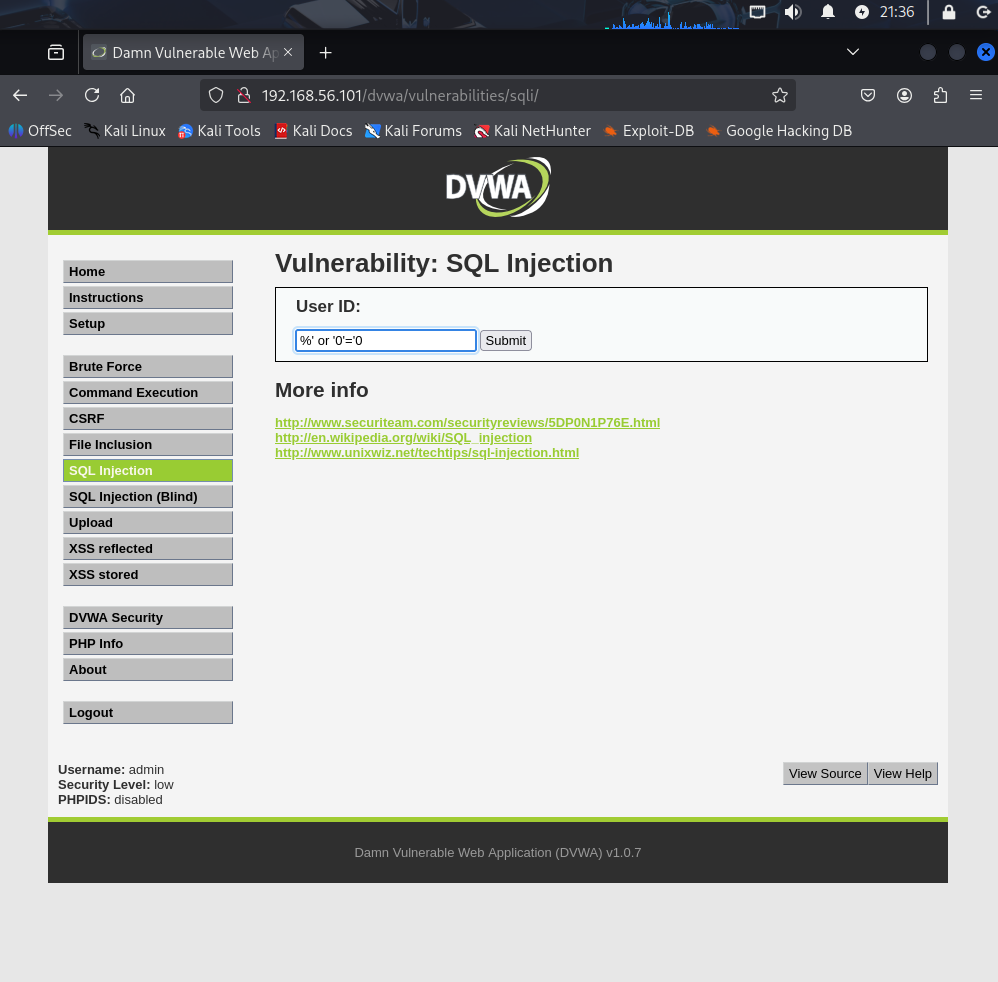 21:36
Damn Vulnerable Web Ap
192.168.56.101/dvwa/vulnerabilities/sqli/
OffSec Kali Linux Kali Tools Kali Docs Kali Forums Kali NetHunter Exploit-DB Google Hacking DB
DVWA
Home
Instructions
Setup
Brute Force
Command Execution
CSRF
File Inclusion
SQL Injection
SQL Injection (Blind)
Upload
XSS reflected
XSS stored
DVWA Security
PHP Info
About
Logout
Vulnerability: SQL Injection
User ID:
%' or '0'='0 Submit
More info
http://www.securiteam.com/securityreviews/5DP0N1P76E.html
http://en.wikipedia.org/wiki/SQL_injection
http://www.unixwiz.net/techtips/sql-injection.html
Username: admin
Security Level: low
PHPIDS: disabled
View Source View Help
Damn Vulnerable Web Application (DVWA) v1.0.7